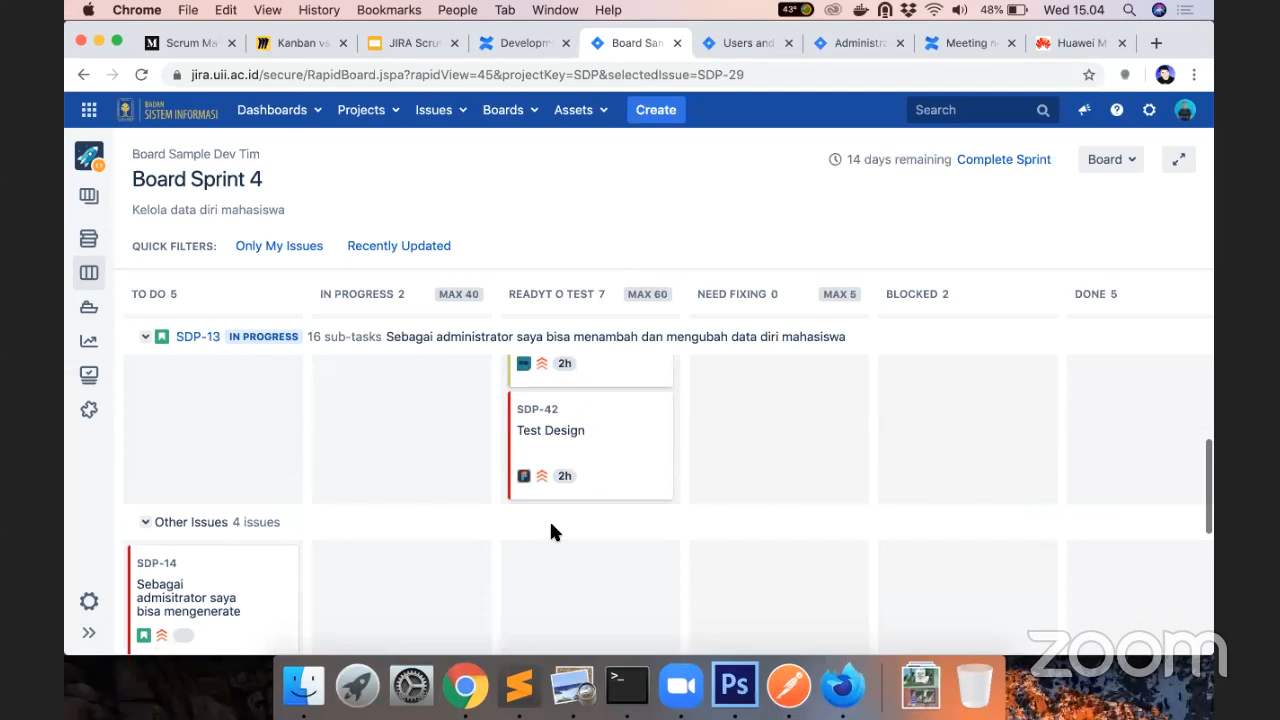 Chrome File Edit View History Bookmarks People Tab Window Help 43° 48% Wed 15.04
Scrum Ma Kanban vs JIRA Scru Developm Board San Users and Administra Meeting n Huawei M
jira.uii.ac.id/secure/RapidBoard.jspa?rapidView=45&projectKey=SDP&selectedIssue=SDP-29
BADAN
SISTEM INFORMASI
Dashboards Projects Issues Boards Assets Create Search
Board Sample Dev Tim
14 days remaining Complete Sprint Board
Board Sprint 4
Kelola data diri mahasiswa
QUICK FILTERS: Only My Issues Recently Updated
TO DO 5 IN PROGRESS 2 MAX 40 READYT O TEST 7 MAX 60 NEED FIXING 0 MAX 5 BLOCKED 2 DONE 5
SDP-13 IN PROGRESS 16 sub-tasks Sebagai administrator saya bisa menambah dan mengubah data diri mahasiswa
2h
SDP-42
Test Design
2h
Other Issues 4 issues
SDP-14
Sebagai
admisitrator saya
bisa mengenerate
Ps
zoom